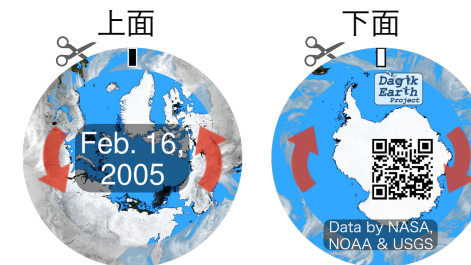 上面
下面
Feb. 16,
2005
Dagik
Earth
Project
Data by NASA,
NOAA & USGS